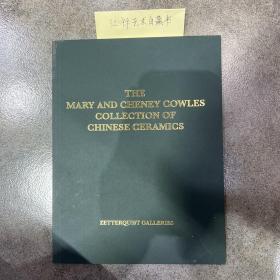 THE
MARY AND CHENEY COWLES
COLLECTION OF
CHINESE CERAMICS
ZETTERQUIST GALLERIES